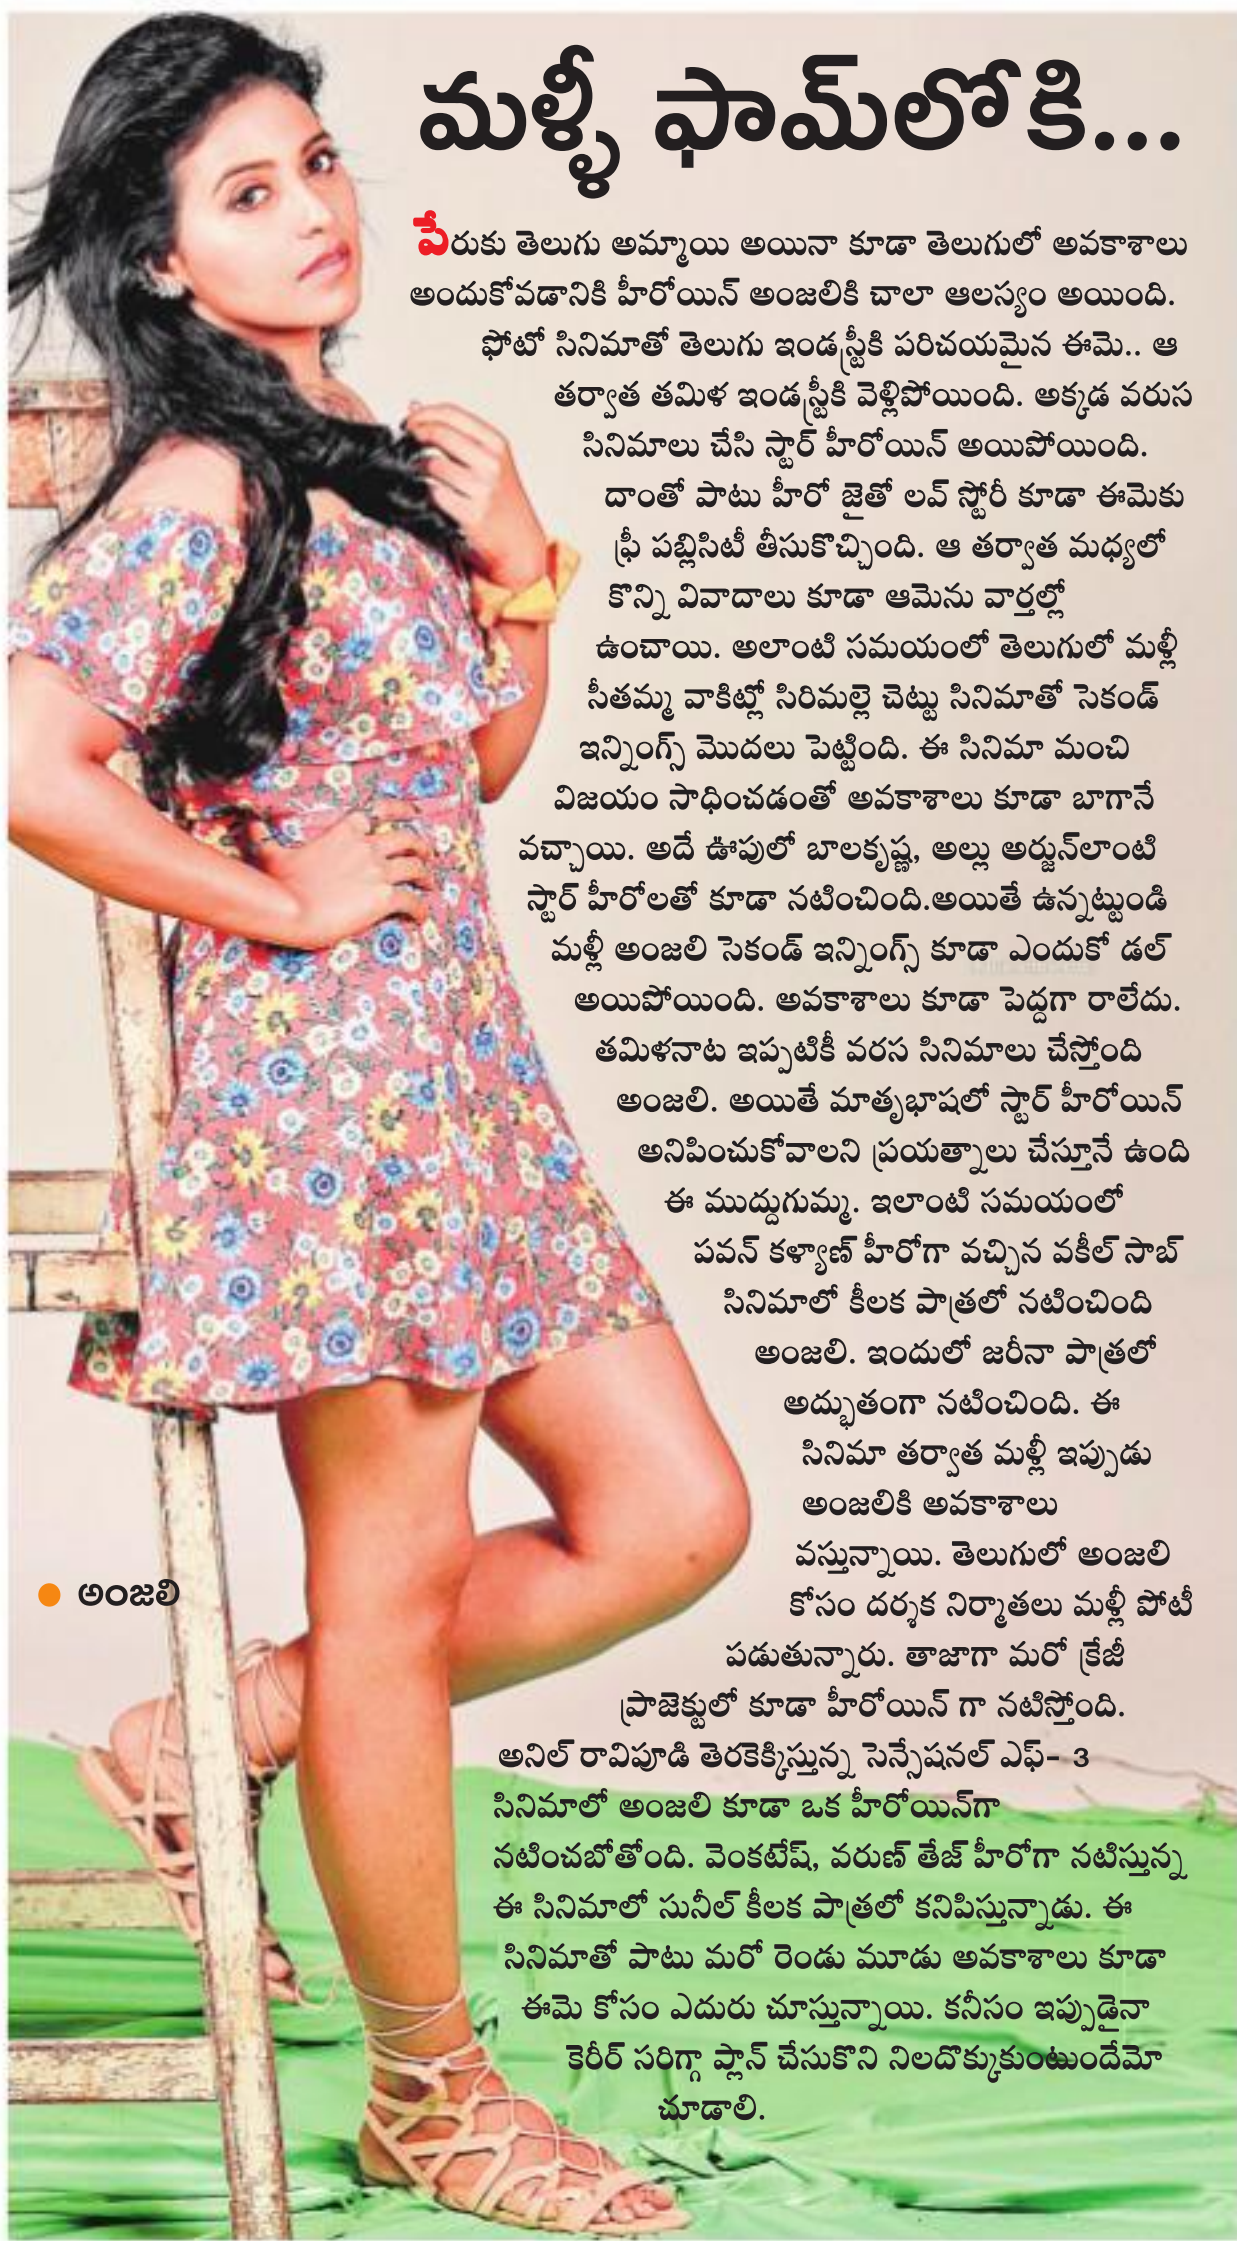 మళ్ళీ ఫామ్‌లోకి...
పేరుకు తెలుగు అమ్మాయి అయినా కూడా తెలుగులో అవకాశాలు
అందుకోవడానికి హీరోయిన్ అంజలికి చాలా ఆలస్యం అయింది.
ఫోటో సినిమాతో తెలుగు ఇండస్ట్రీకి పరిచయమైన ఈమె.. ఆ
తర్వాత తమిళ ఇండస్ట్రీకి వెళ్లిపోయింది. అక్కడ వరుస
సినిమాలు చేసి స్టార్ హీరోయిన్ అయిపోయింది.
దాంతో పాటు హీరో జైతో లవ్ స్టోరీ కూడా ఈమెకు
ఫ్రీ పబ్లిసిటీ తీసుకొచ్చింది. ఆ తర్వాత మధ్యలో
కొన్ని వివాదాలు కూడా ఆమెను వార్తల్లో
ఉంచాయి. అలాంటి సమయంలో తెలుగులో మళ్లీ
సీతమ్మ వాకిట్లో సిరిమల్లె చెట్టు సినిమాతో సెకండ్
ఇన్నింగ్స్ మొదలు పెట్టింది. ఈ సినిమా మంచి
విజయం సాధించడంతో అవకాశాలు కూడా బాగానే
వచ్చాయి. అదే ఊపులో బాలకృష్ణ, అల్లు అర్జున్‌లాంటి
స్టార్ హీరోలతో కూడా నటించింది.అయితే ఉన్నట్టుండి
మళ్లీ అంజలి సెకండ్ ఇన్నింగ్స్ కూడా ఎందుకో డల్
అయిపోయింది. అవకాశాలు కూడా పెద్దగా రాలేదు.
తమిళనాట ఇప్పటికీ వరస సినిమాలు చేస్తోంది
అంజలి. అయితే మాతృభాషలో స్టార్ హీరోయిన్
అనిపించుకోవాలని ప్రయత్నాలు చేస్తూనే ఉంది
ఈ ముద్దుగుమ్మ. ఇలాంటి సమయంలో
పవన్ కళ్యాణ్ హీరోగా వచ్చిన వకీల్ సాబ్
సినిమాలో కీలక పాత్రలో నటించింది
అంజలి. ఇందులో జరీనా పాత్రలో
అద్భుతంగా నటించింది. ఈ
సినిమా తర్వాత మళ్లీ ఇప్పుడు
అంజలికి అవకాశాలు
వస్తున్నాయి. తెలుగులో అంజలి
కోసం దర్శక నిర్మాతలు మళ్లీ పోటీ
పడుతున్నారు. తాజాగా మరో క్రేజీ
ప్రాజెక్టులో కూడా హీరోయిన్ గా నటిస్తోంది.
అనిల్ రావిపూడి తెరకెక్కిస్తున్న సెన్సేషనల్ ఎఫ్- 3
సినిమాలో అంజలి కూడా ఒక హీరోయిన్‌గా
నటించబోతోంది. వెంకటేష్, వరుణ్ తేజ్ హీరోగా నటిస్తున్న
ఈ సినిమాలో సునీల్ కీలక పాత్రలో కనిపిస్తున్నాడు. ఈ
సినిమాతో పాటు మరో రెండు మూడు అవకాశాలు కూడా
ఈమె కోసం ఎదురు చూస్తున్నాయి. కనీసం ఇప్పుడైనా
కెరీర్ సరిగ్గా ప్లాన్ చేసుకొని నిలదొక్కుకుంటుందేమో
చూడాలి.
● అంజలి